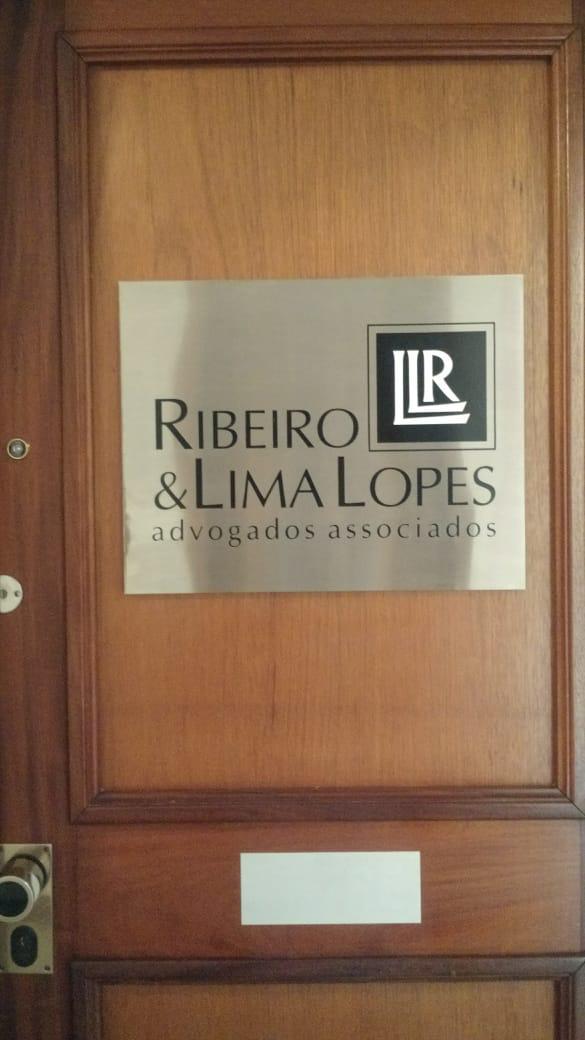 LLR
RIBEIRO
& LIMA LOPES
advogados associados